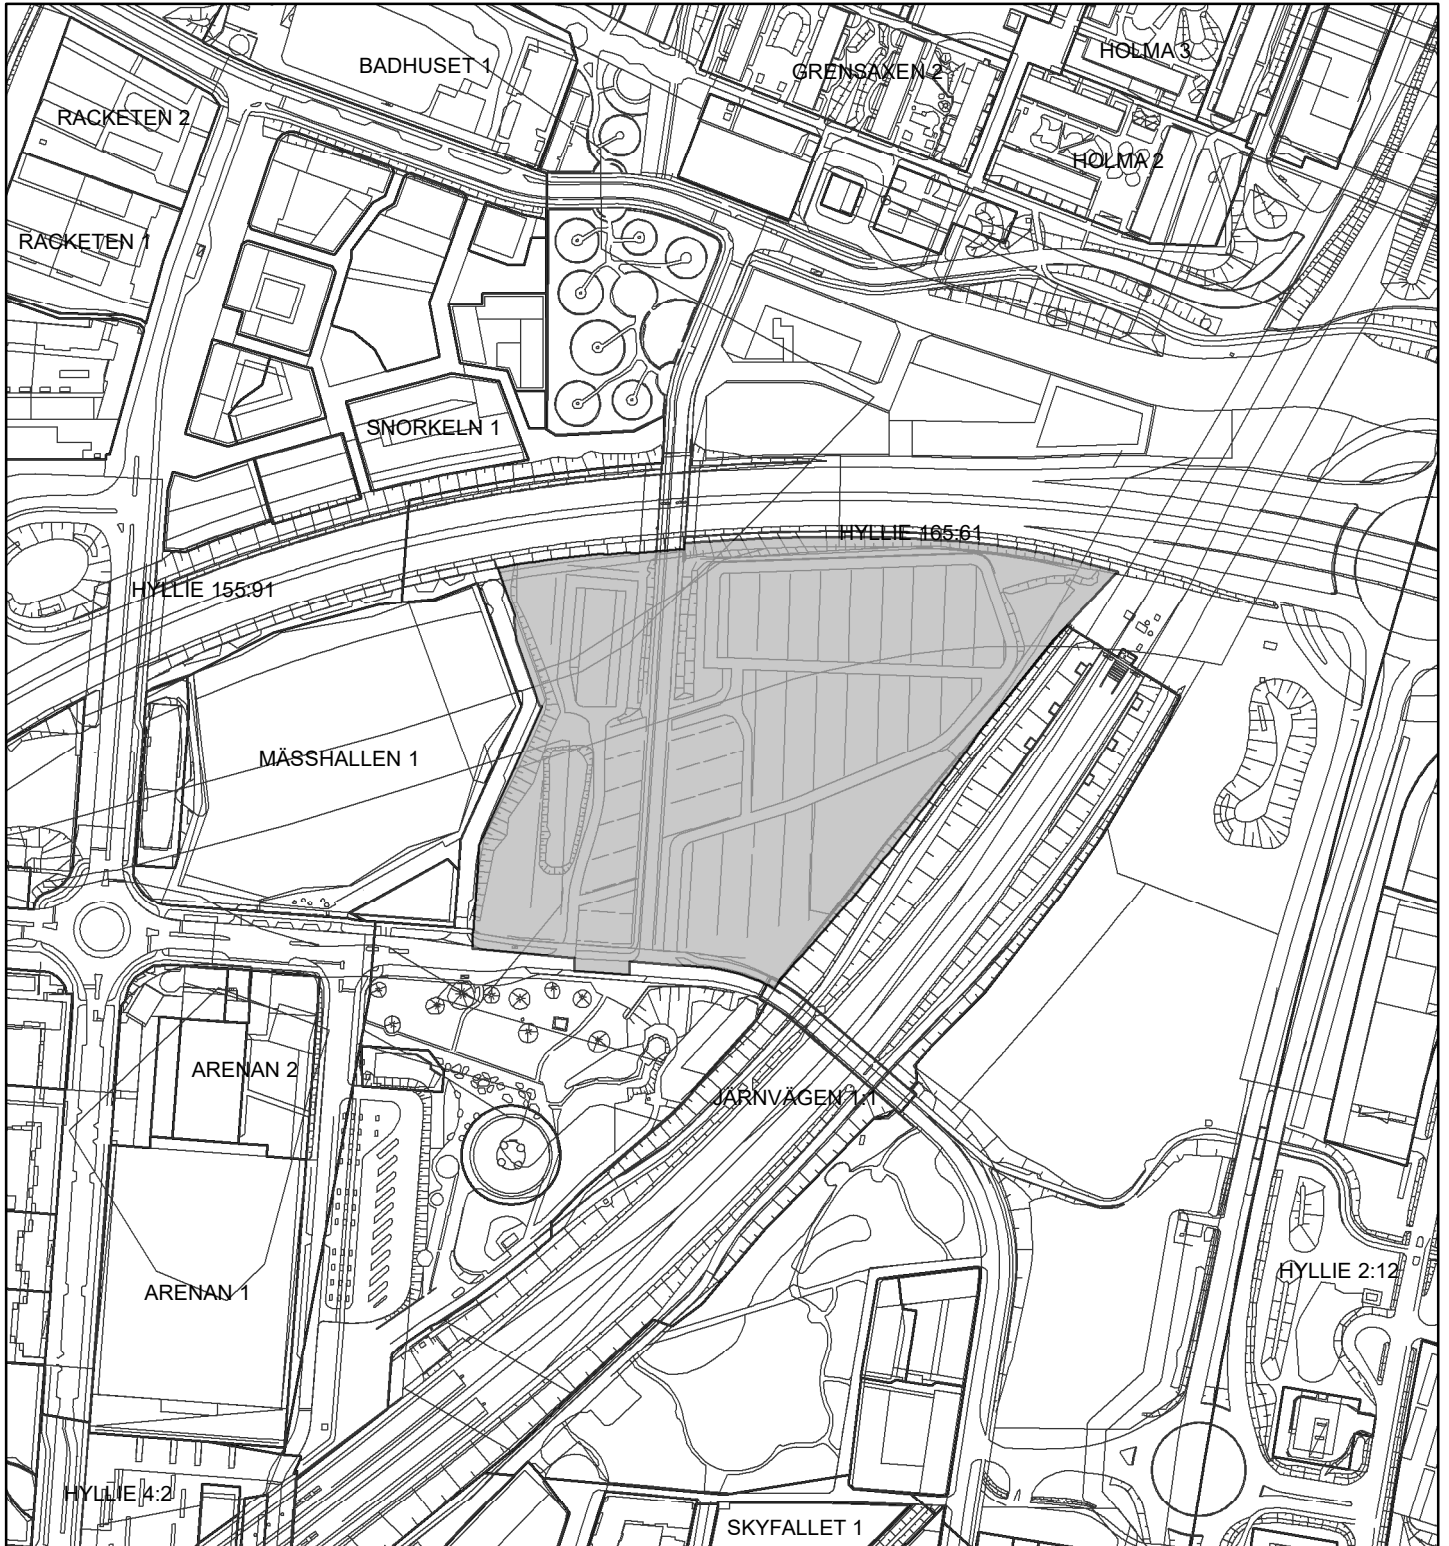 HOLMA 3
BADHUSET 1
GRENSAXEN 2
RACKETEN 2
HOLMA 2
RACKETEN 1
SNORKELN 1
HYLLIE 165:61
HYLLIE 155:91
MÄSSHALLEN 1
ARENAN 2
JÄRNVÄGEN 1:1
HYLLIE 2:12
ARENAN 1
HYLLIE 4:2
SKYFALLET 1